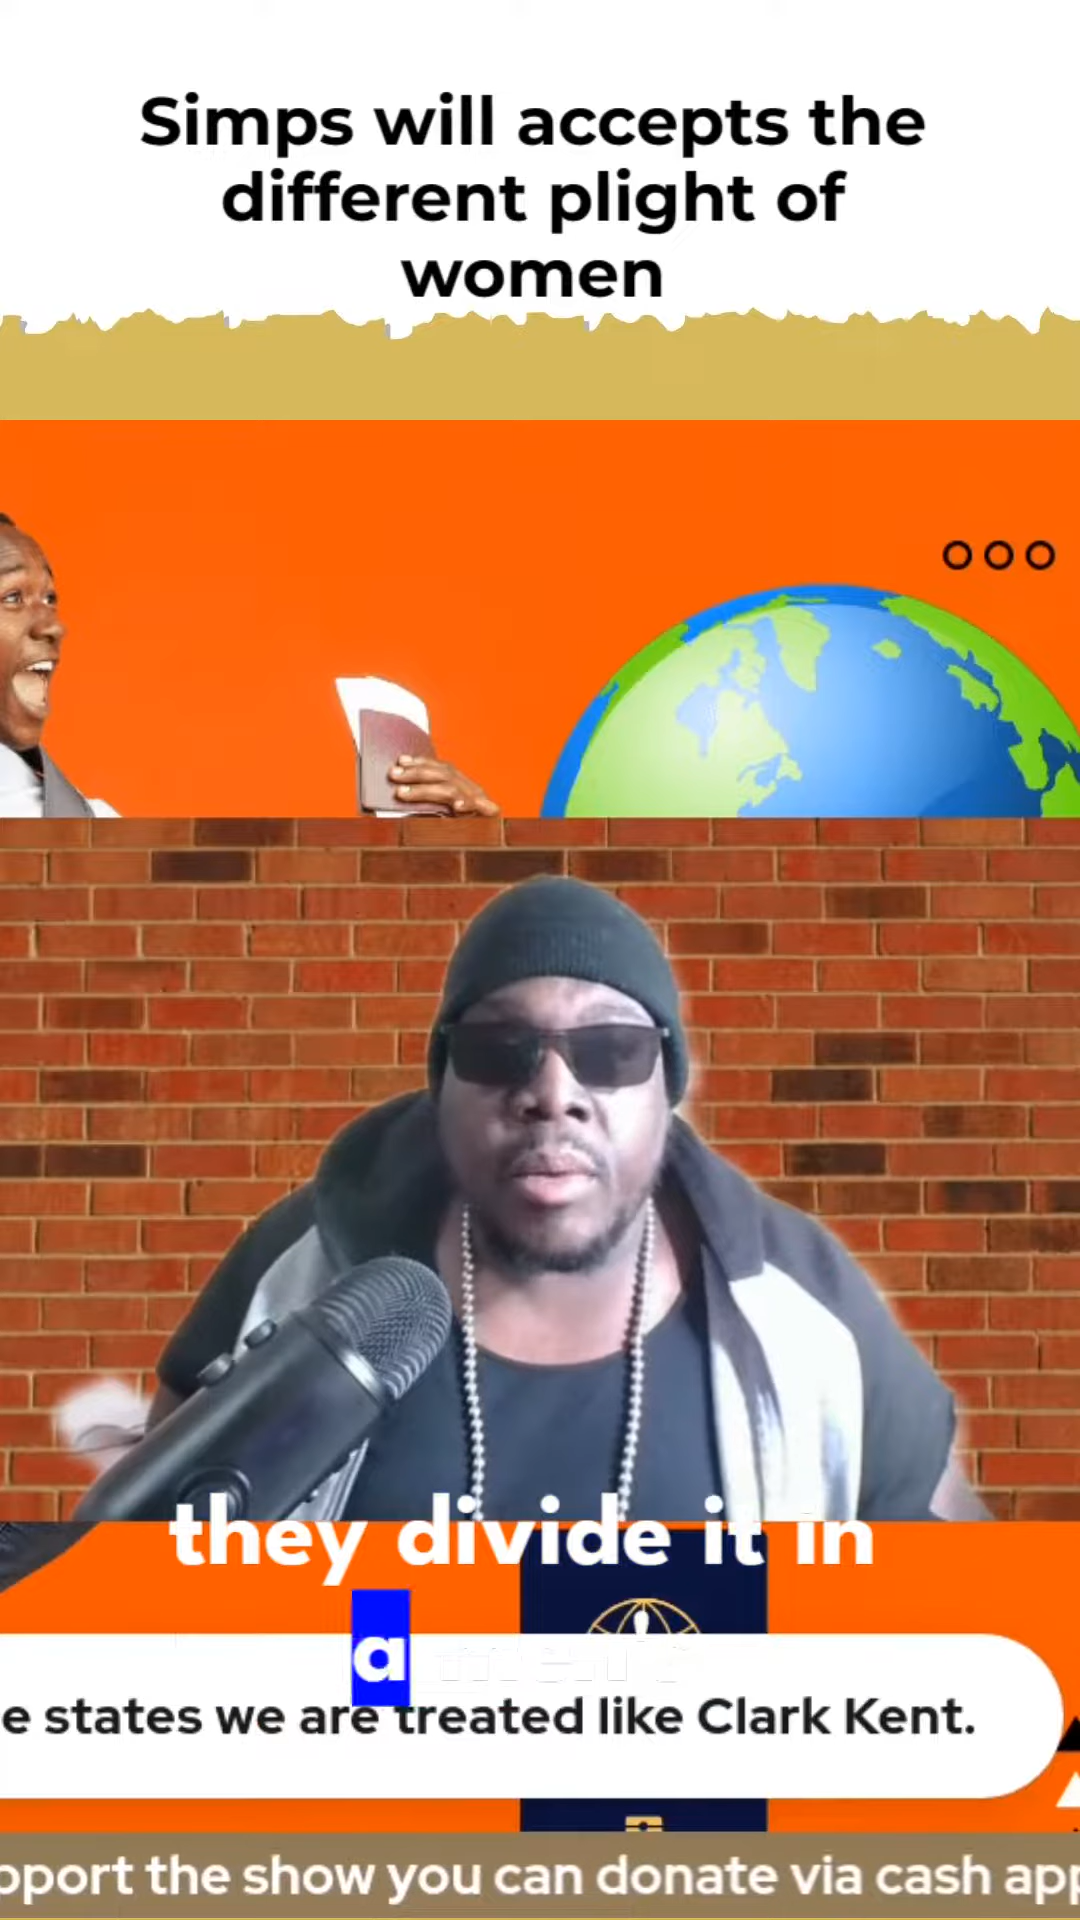 Simps will accepts the
different plight of
women
they divide it in
a
e states we are treated like Clark Kent.
pport the show you can donate via cash app